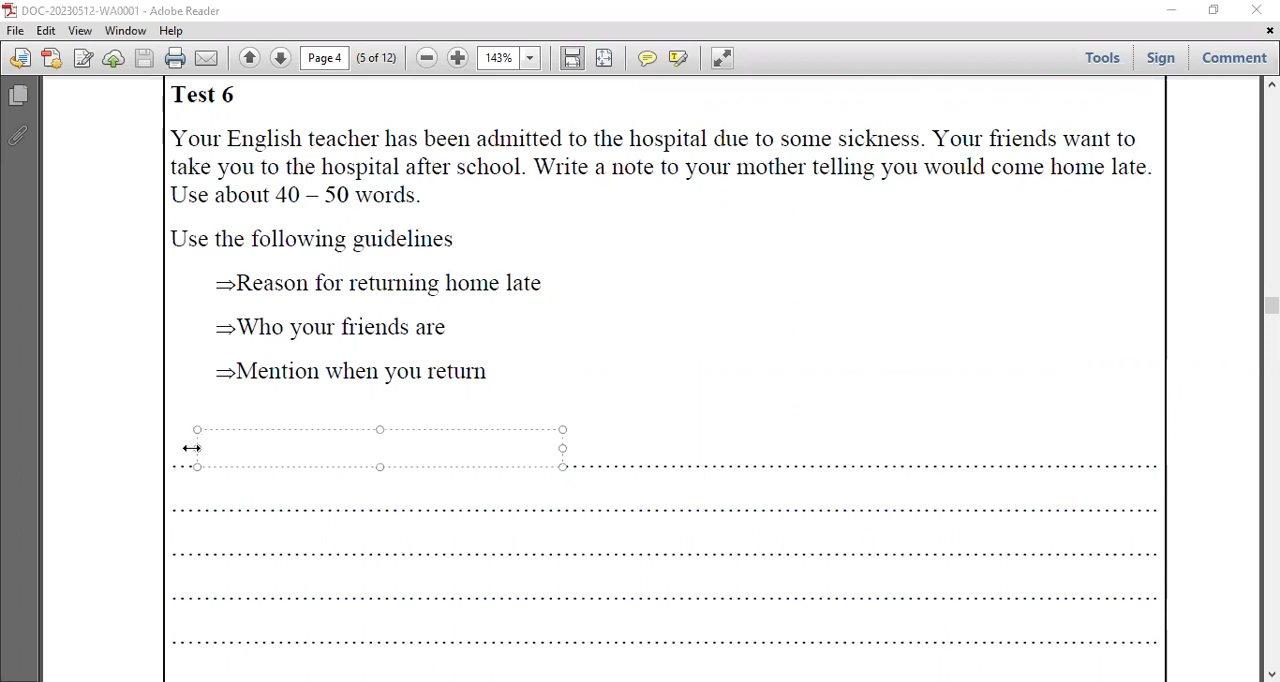 DOC-20230512-WA0001 - Adobe Reader
File Edit View Window Help
Page 4 (5 of 12) 143% Tools Sign Comment
Test 6
Your English teacher has been admitted to the hospital due to some sickness. Your friends want to
take you to the hospital after school. Write a note to your mother telling you would come home late.
Use about 40 – 50 words.
Use the following guidelines
⇒Reason for returning home late
⇒Who your friends are
⇒Mention when you return